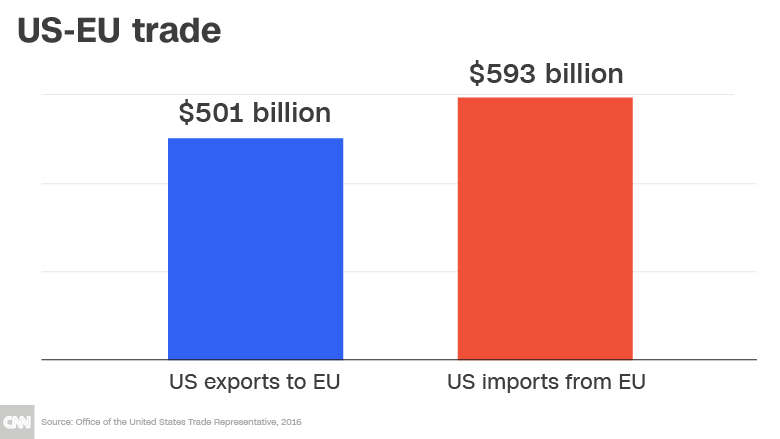 US-EU trade
$593 billion
$501 billion
US exports to EU
US imports from EU
CNN
Source: Office of the United States Trade Representative, 2016